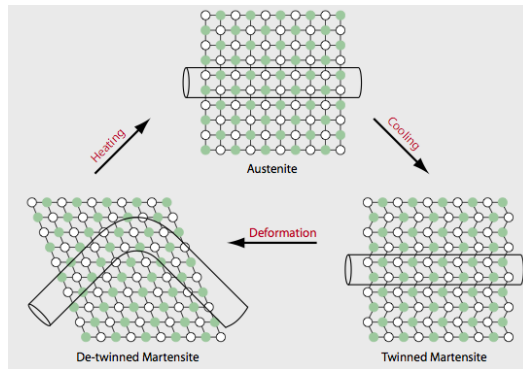 Austenite
Heating
Cooling
Deformation
De-twinned Martensite
Twinned Martensite